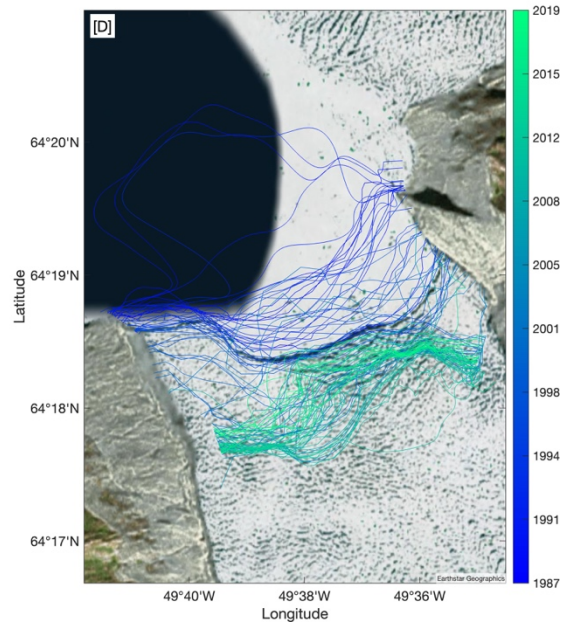 [D]
2019
2015
2012
2008
2005
2001
1998
1994
1991
1987
64°20'N
64°19'N
64°18'N
64°17'N
Latitude
49°40'W 49°38'W 49°36'W
Longitude
Earthstar Geographics